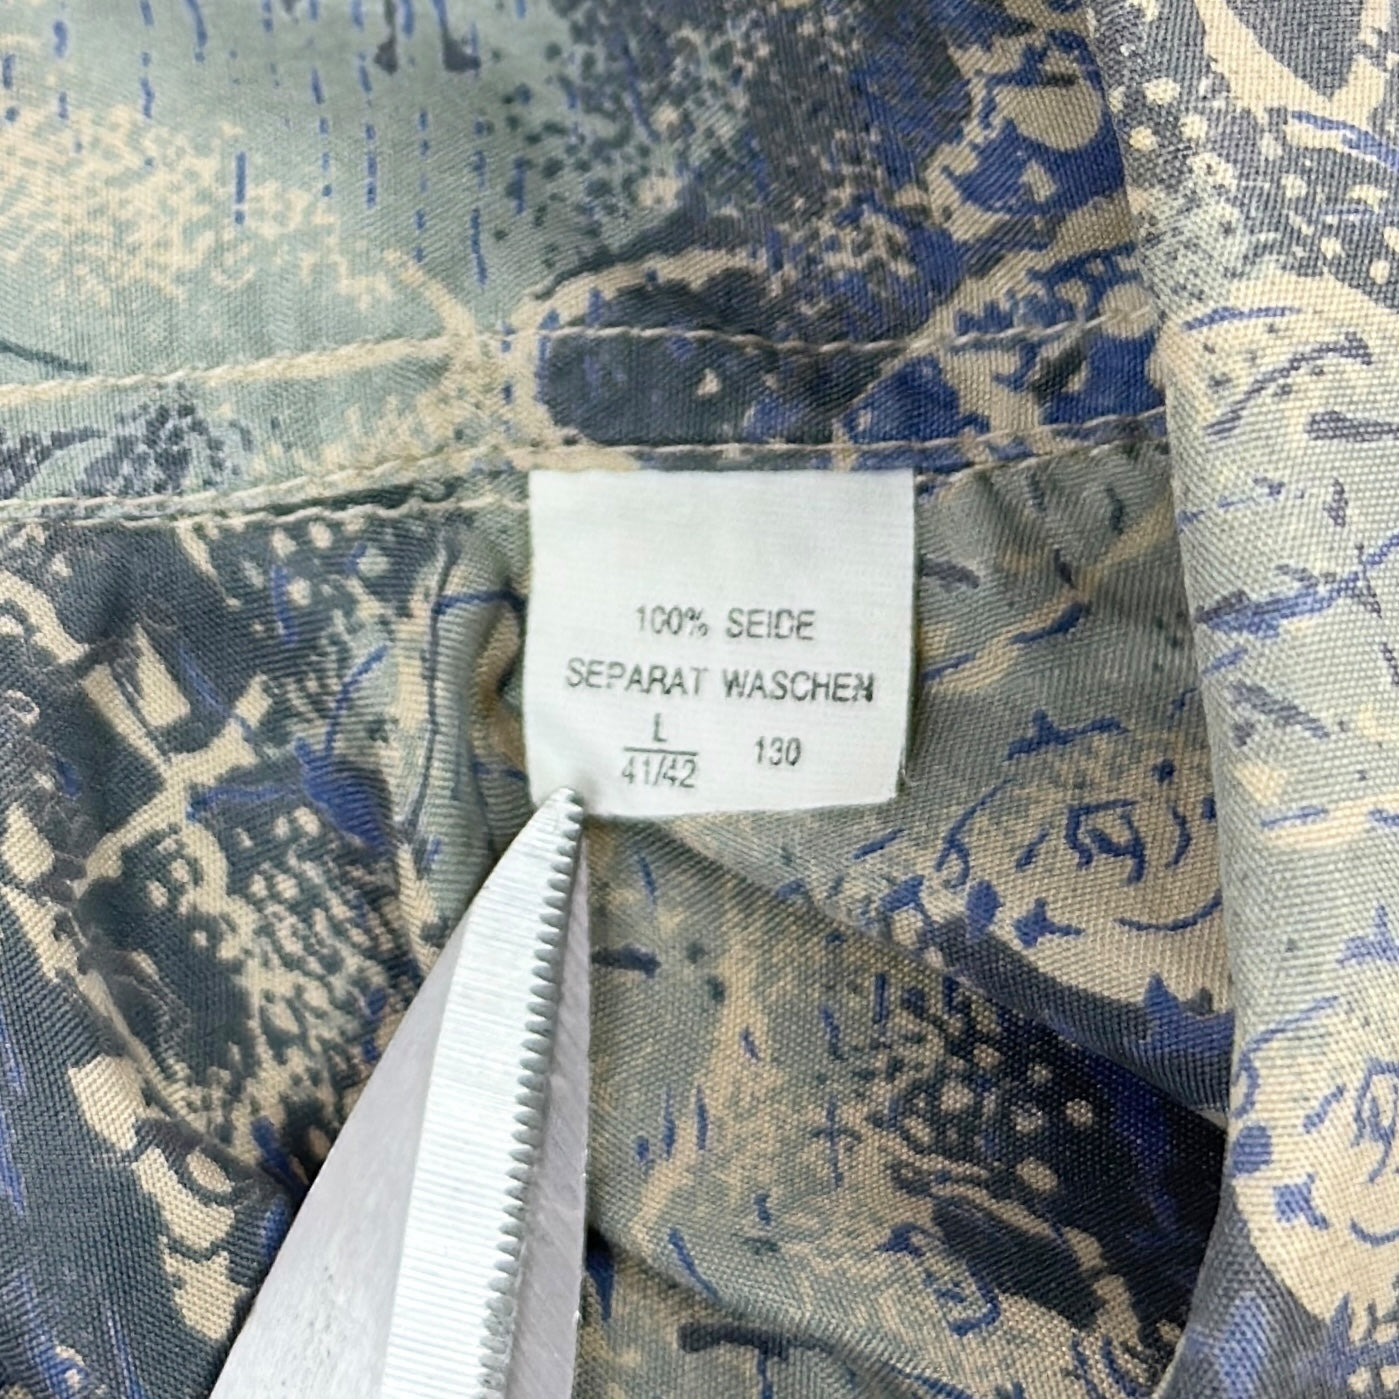 100% SEIDE
SEPARAT WASCHEN
L
41/42 130